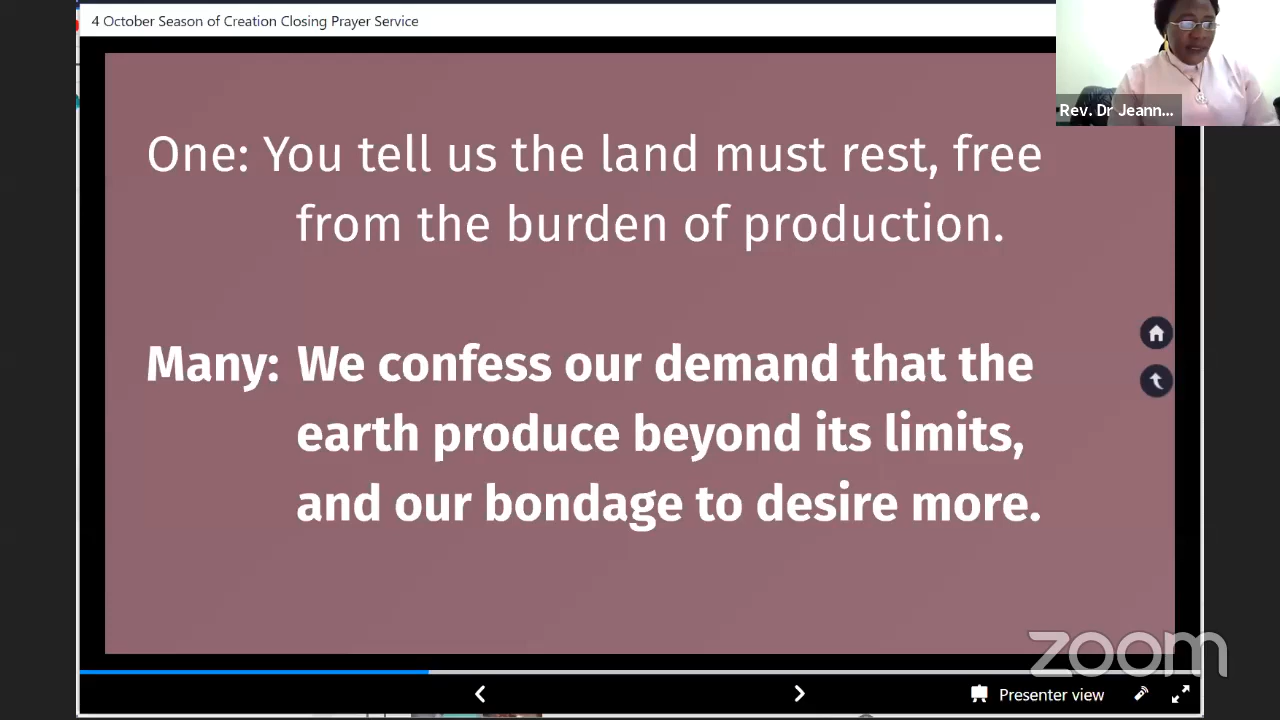 4 October Season of Creation Closing Prayer Service
Rev. Dr Jeann...
One: You tell us the land must rest, free
from the burden of production.
Many: We confess our demand that the
earth produce beyond its limits,
and our bondage to desire more.
zoom
Presenter view